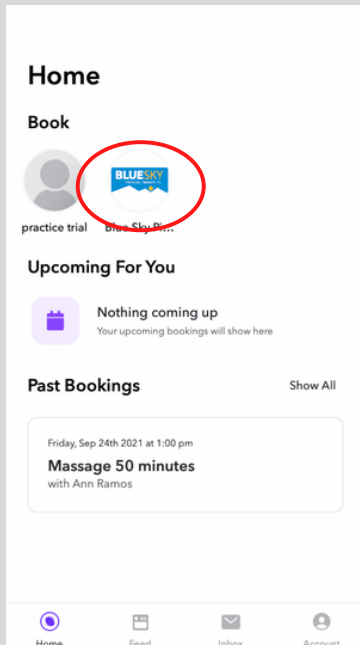 Home
Book
BLUESKY
practice trial
Blue Sky Pi...
Upcoming For You
Nothing coming up
Your upcoming bookings will show here
Past Bookings
Show All
Friday, Sep 24th 2021 at 1:00 pm
Massage 50 minutes
with Ann Ramos
Home
Feed
Inbox
Account